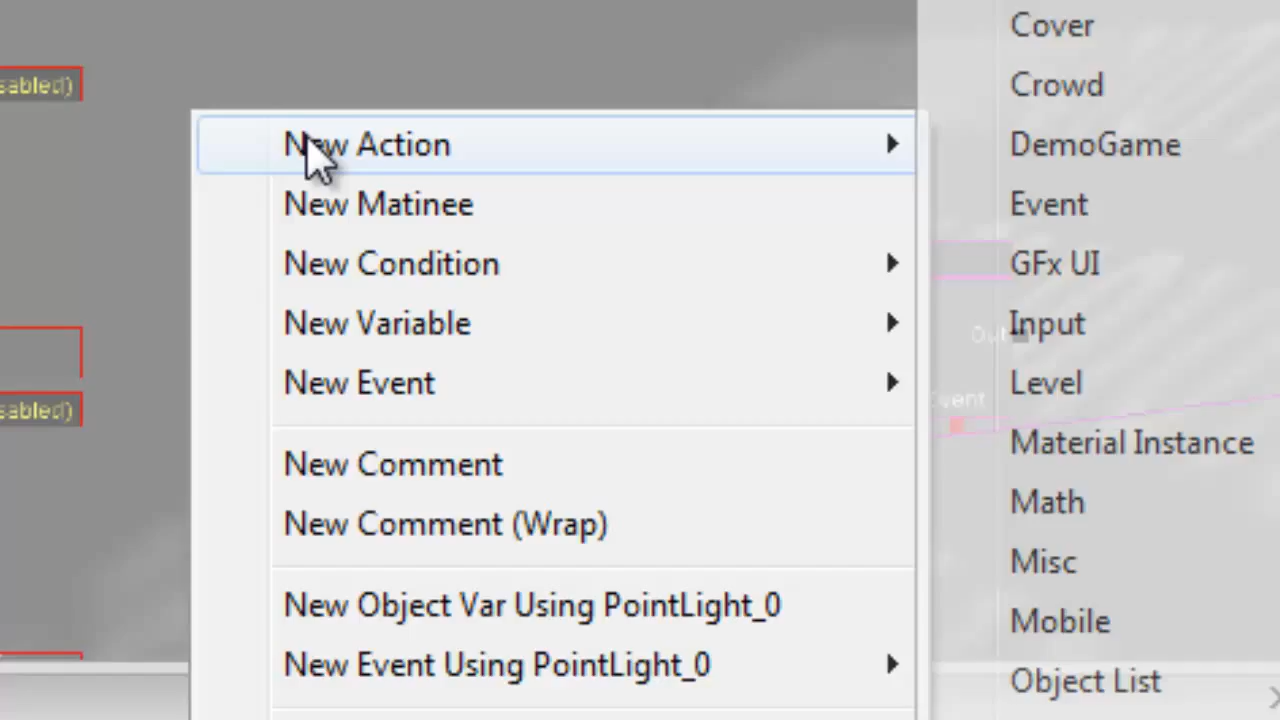 sabled)
sabled)
New Action
New Matinee
New Condition
New Variable
New Event
New Comment
New Comment (Wrap)
New Object Var Using PointLight_0
New Event Using PointLight_0
Cover
Crowd
DemoGame
Event
GFx UI
Input
Level
Material Instance
Math
Misc
Mobile
Object List
Out
Event